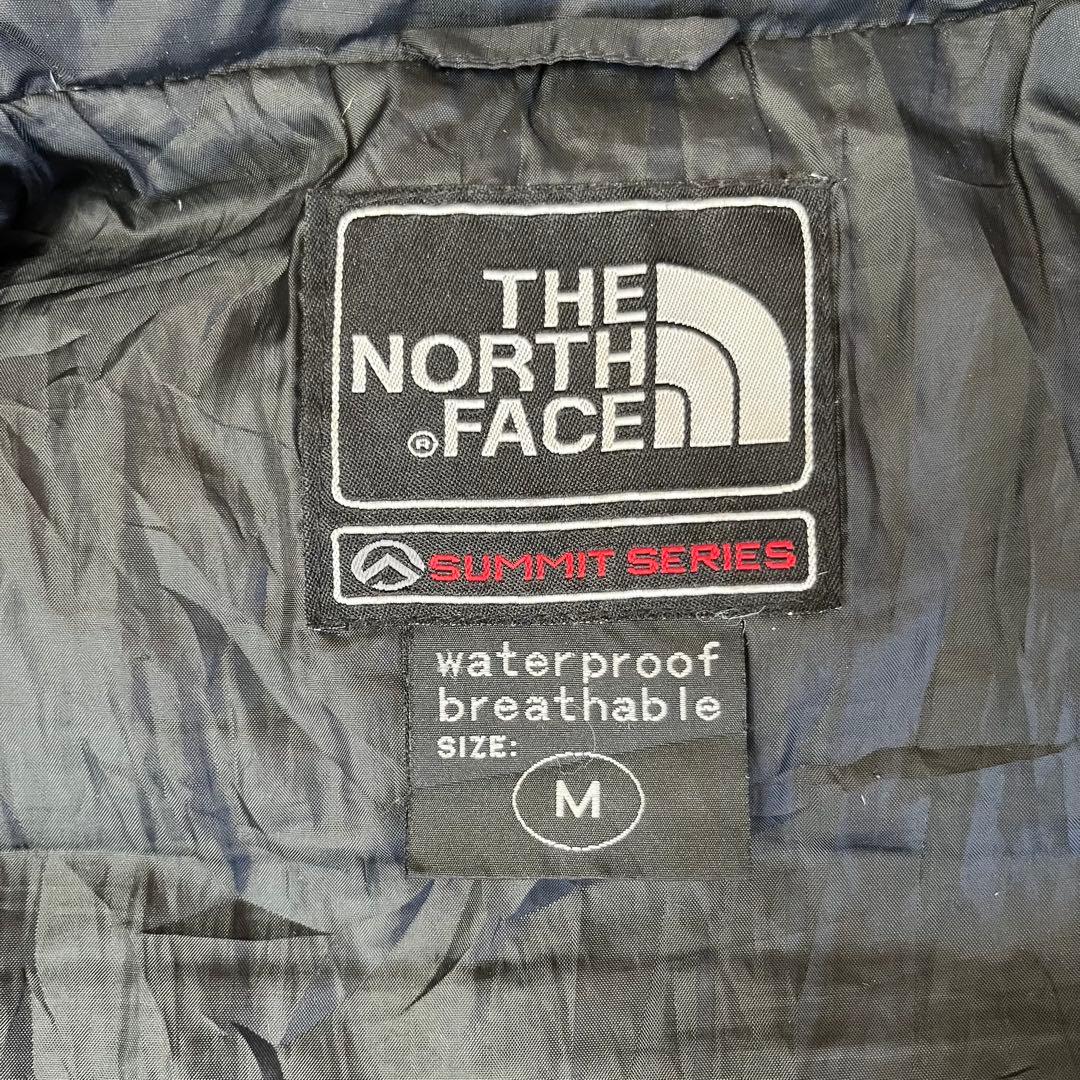 THE
NORTH
®FACE
SUMMIT SERIES
waterproof
breathable
SIZE:
M